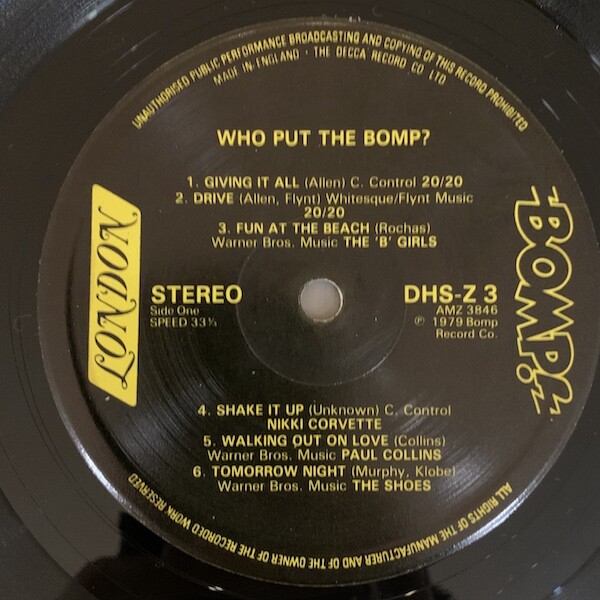 UNAUTHORISED PUBLIC PERFORMANCE BROADCASTING AND COPYING OF THIS RECORD PROHIBITED
MADE IN ENGLAND · THE DECCA RECORD CO LTD
WHO PUT THE BOMP?
1. GIVING IT ALL (Allen) C. Control 20/20
2. DRIVE (Allen, Flynt) Whitesque/Flynt Music
20/20
3. FUN AT THE BEACH (Rochas)
Warner Bros. Music THE 'B' GIRLS
LONDON
STEREO
Side One
SPEED 33⅓
DHS-Z 3
AMZ 3846
℗ 1979 Bomp
Record Co.
BOMP!
4. SHAKE IT UP (Unknown) C. Control
NIKKI CORVETTE
5. WALKING OUT ON LOVE (Collins)
Warner Bros. Music PAUL COLLINS
6. TOMORROW NIGHT (Murphy, Klobe)
Warner Bros. Music THE SHOES
ALL RIGHTS OF THE MANUFACTURER AND OF THE OWNER OF THE RECORDED WORK RESERVED